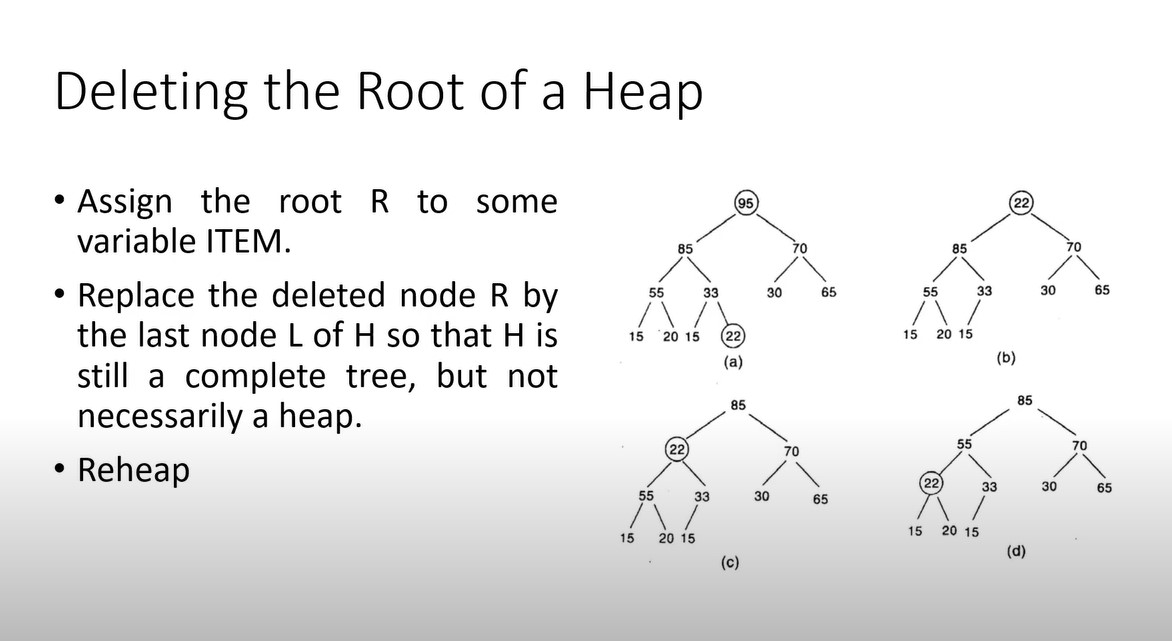 Deleting the Root of a Heap
• Assign the root R to some
variable ITEM.
• Replace the deleted node R by
the last node L of H so that H is
still a complete tree, but not
necessarily a heap.
• Reheap
95
85 70
55 33 30 65
15 20 15 22
(a)
22
85 70
55 33 30 65
15 20 15
(b)
85
22 70
55 33 30 65
15 20 15
(c)
85
55 70
22 33 30 65
15 20 15
(d)